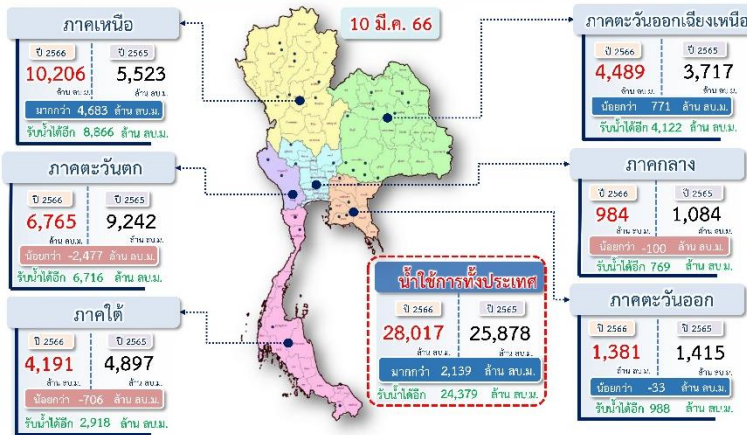 10 มี.ค. 66
ภาคเหนือ
ปี 2566 ปี 2565
10,206 5,523
ล้าน ลบ.ม. ล้าน ลบ.ม.
มากกว่า 4,683 ล้าน ลบ.ม.
รับน้ำได้อีก 8,866 ล้าน ลบ.ม.
ภาคตะวันออกเฉียงเหนือ
ปี 2566 ปี 2565
4,489 3,717
ล้าน ลบ.ม. ล้าน ลบ.ม.
น้อยกว่า 771 ล้าน ลบ.ม.
รับน้ำได้อีก 4,122 ล้าน ลบ.ม.
ภาคตะวันตก
ปี 2566 ปี 2565
6,765 9,242
ล้าน ลบ.ม. ล้าน ลบ.ม.
น้อยกว่า -2,477 ล้าน ลบ.ม.
รับน้ำได้อีก 6,716 ล้าน ลบ.ม.
ภาคกลาง
ปี 2566 ปี 2565
984 1,084
ล้าน ลบ.ม. ล้าน ลบ.ม.
น้อยกว่า -100 ล้าน ลบ.ม.
รับน้ำได้อีก 769 ล้าน ลบ.ม.
ภาคใต้
ปี 2566 ปี 2565
4,191 4,897
ล้าน ลบ.ม. ล้าน ลบ.ม.
น้อยกว่า -706 ล้าน ลบ.ม.
รับน้ำได้อีก 2,918 ล้าน ลบ.ม.
น้ำใช้การทั้งประเทศ
ปี 2566 ปี 2565
28,017 25,878
ล้าน ลบ.ม. ล้าน ลบ.ม.
มากกว่า 2,139 ล้าน ลบ.ม.
รับน้ำได้อีก 24,379 ล้าน ลบ.ม.
ภาคตะวันออก
ปี 2566 ปี 2565
1,381 1,415
ล้าน ลบ.ม. ล้าน ลบ.ม.
น้อยกว่า -33 ล้าน ลบ.ม.
รับน้ำได้อีก 988 ล้าน ลบ.ม.